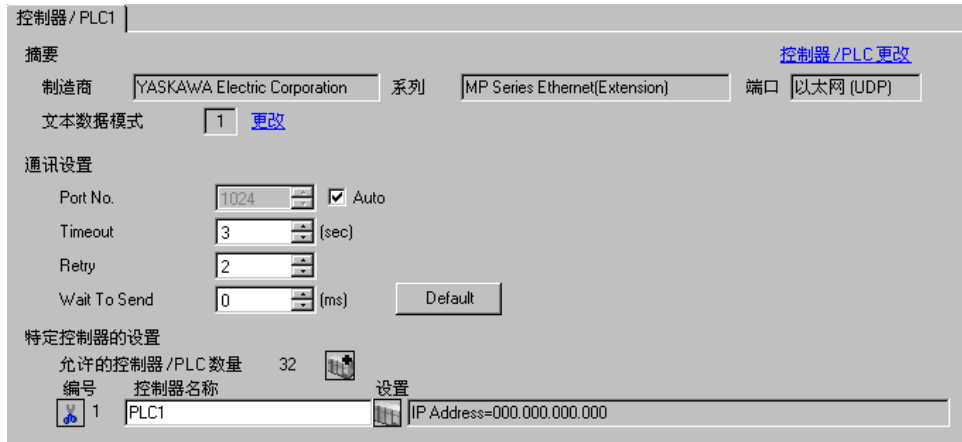 控制器/PLC1
摘要 控制器/PLC更改
制造商 YASKAWA Electric Corporation 系列 MP Series Ethernet(Extension) 端口 以太网 (UDP)
文本数据模式 1 更改
通讯设置
Port No. 1024 Auto
Timeout 3 (sec)
Retry 2
Wait To Send 0 (ms) Default
特定控制器的设置
允许的控制器/PLC数量 32
编号 控制器名称 设置
1 PLC1 IP Address=000.000.000.000